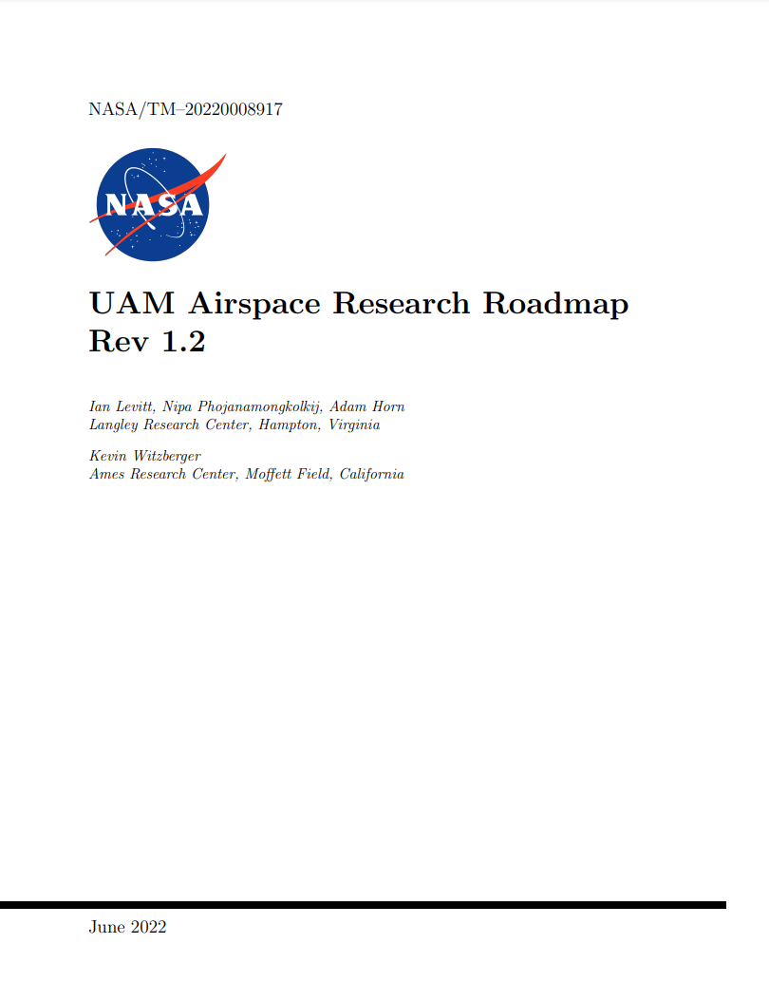 NASA/TM–20220008917
NASA
UAM Airspace Research Roadmap
Rev 1.2
Ian Levitt, Nipa Phojanamongkolkij, Adam Horn
Langley Research Center, Hampton, Virginia
Kevin Witzberger
Ames Research Center, Moffett Field, California
June 2022